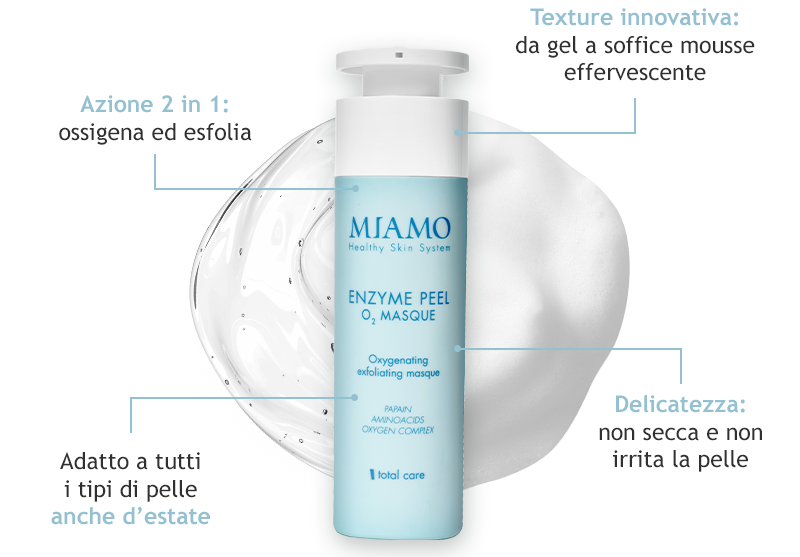 Texture innovativa:
da gel a soffice mousse
effervescente
Azione 2 in 1:
ossigena ed esfolia
MIAMO
Healthy Skin System
ENZYME PEEL
O₂ MASQUE
Oxygenating
exfoliating masque
PAPAIN
AMINOACIDS
OXYGEN COMPLEX
total care
Delicatezza:
non secca e non
irrita la pelle
Adatto a tutti
i tipi di pelle
anche d'estate